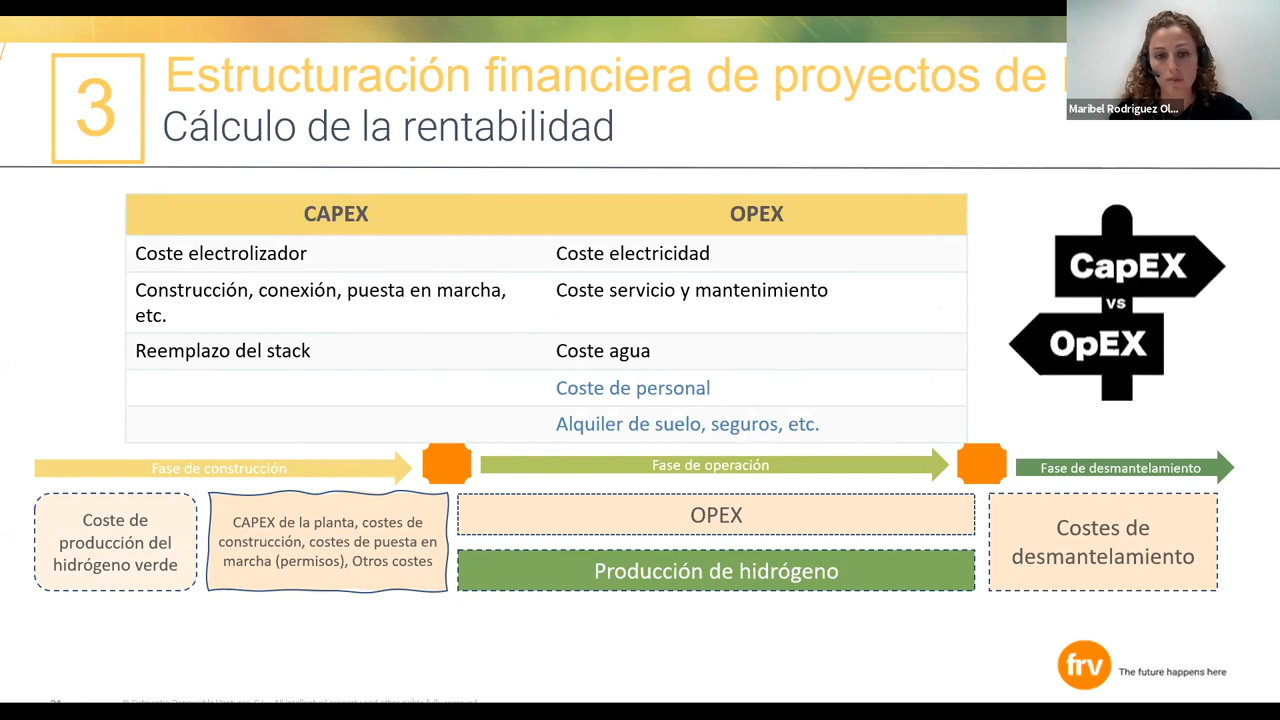 3
Estructuración financiera de proyectos de
Cálculo de la rentabilidad
Maribel Rodriguez Ol...
CAPEX
OPEX
Coste electrolizador
Coste electricidad
Construcción, conexión, puesta en marcha,
etc.
Coste servicio y mantenimiento
Reemplazo del stack
Coste agua
Coste de personal
Alquiler de suelo, seguros, etc.
CapEX
vs
OpEX
Fase de construcción
Fase de operación
Fase de desmantelamiento
Coste de
producción del
hidrógeno verde
CAPEX de la planta, costes de
construcción, costes de puesta en
marcha (permisos), Otros costes
OPEX
Producción de hidrógeno
Costes de
desmantelamiento
frv
The future happens here